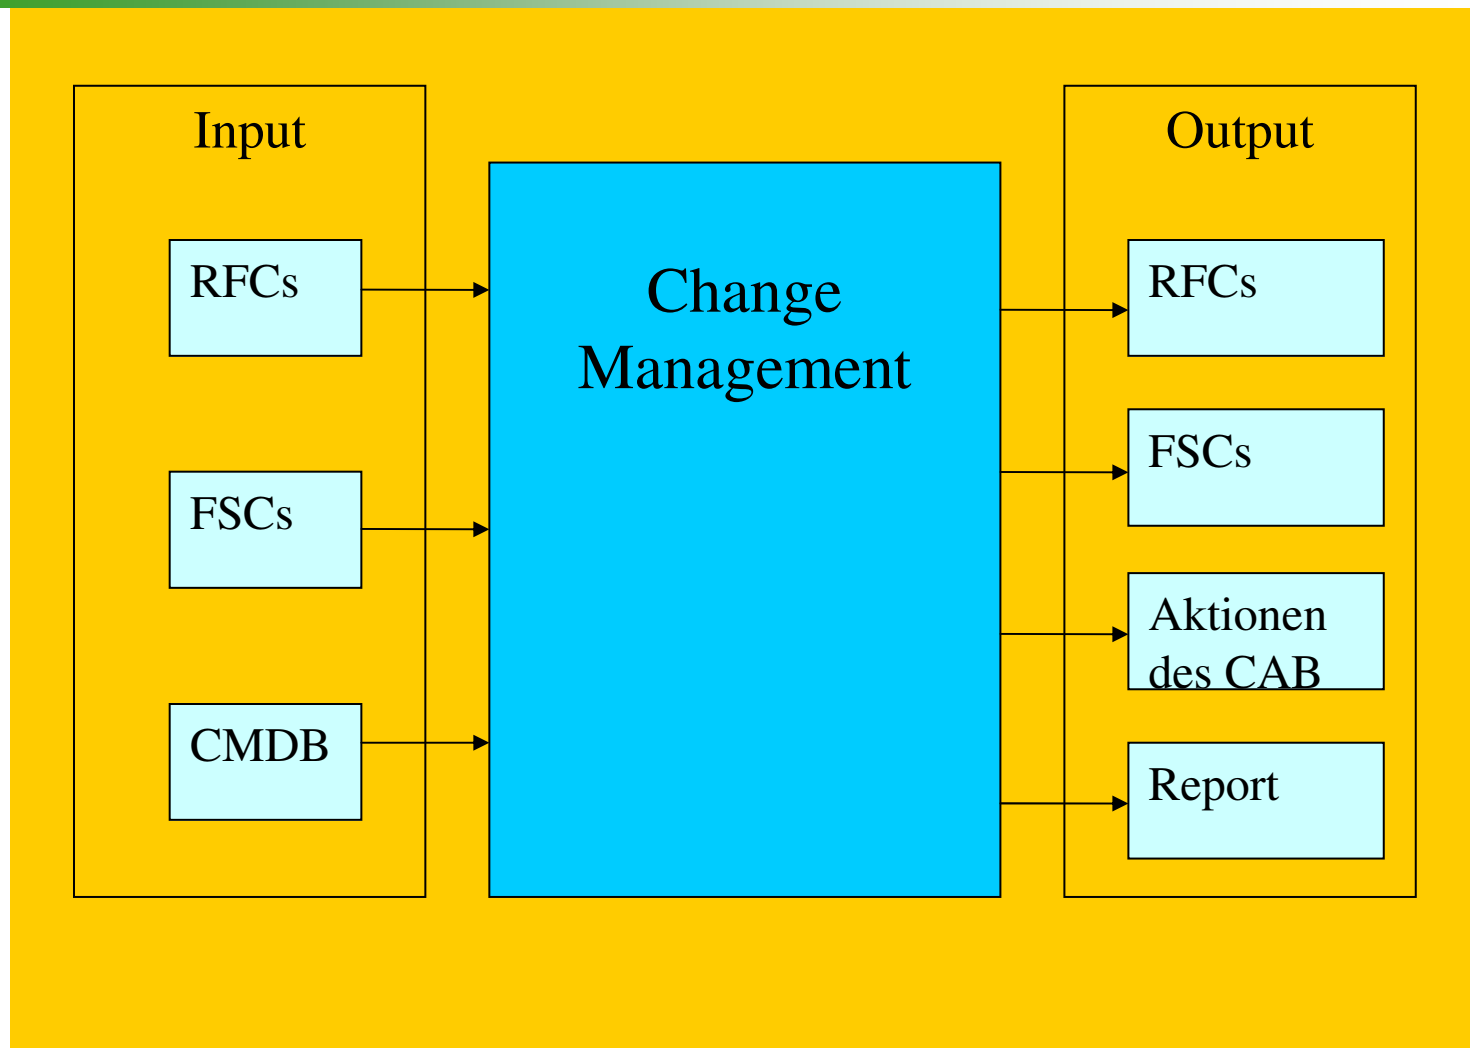 Input
RFCs
FSCs
CMDB
Change
Management
Output
RFCs
FSCs
Aktionen
des CAB
Report